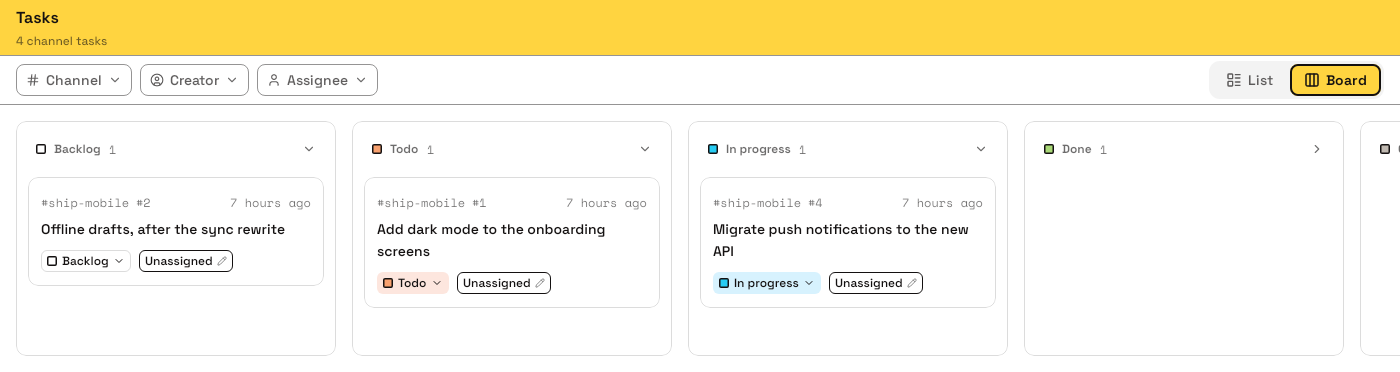 Tasks
4 channel tasks
Channel
Creator
Assignee
List
Board
Backlog 1
#ship-mobile #2 7 hours ago
Offline drafts, after the sync rewrite
Backlog
Unassigned
Todo 1
#ship-mobile #1 7 hours ago
Add dark mode to the onboarding
screens
Todo
Unassigned
In progress 1
#ship-mobile #4 7 hours ago
Migrate push notifications to the new
API
In progress
Unassigned
Done 1